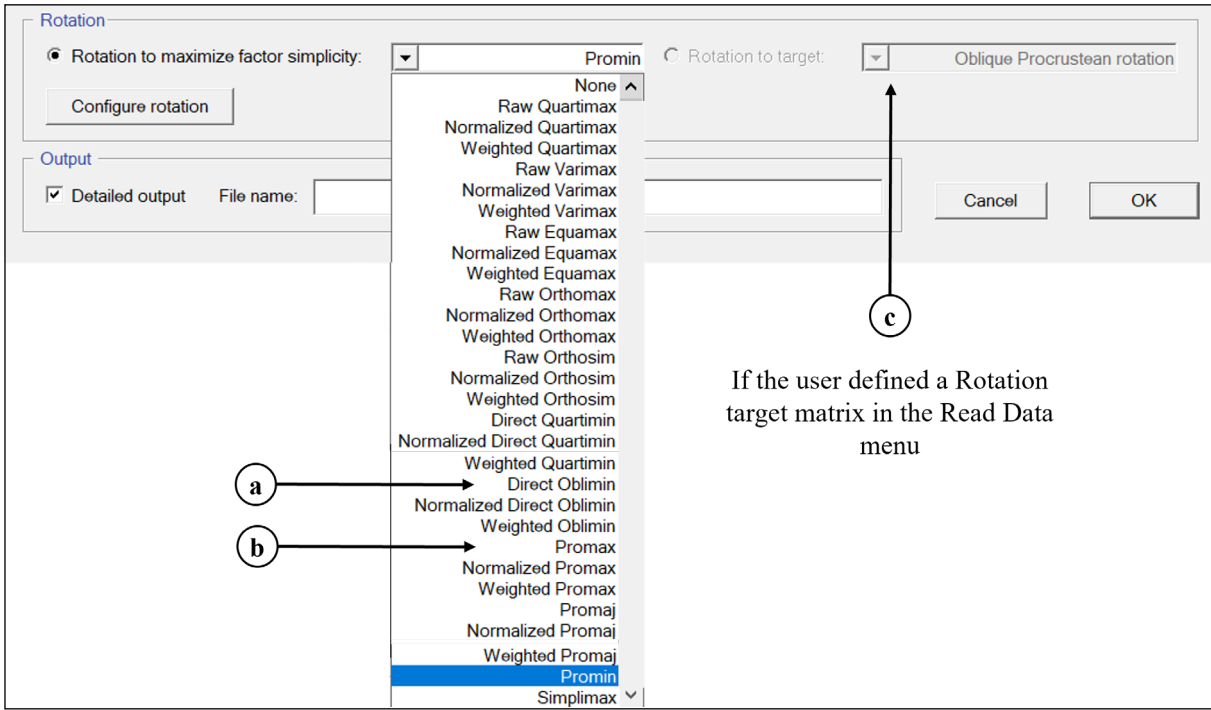 Rotation
Rotation to maximize factor simplicity:
Promin
Rotation to target:
Oblique Procrustean rotation
Configure rotation
None
Raw Quartimax
Normalized Quartimax
Weighted Quartimax
Raw Varimax
Normalized Varimax
Weighted Varimax
Raw Equamax
Normalized Equamax
Weighted Equamax
Raw Orthomax
Normalized Orthomax
Weighted Orthomax
Raw Orthosim
Normalized Orthosim
Weighted Orthosim
Direct Quartimin
Normalized Direct Quartimin
Weighted Quartimin
Direct Oblimin
Normalized Direct Oblimin
Weighted Oblimin
Promax
Normalized Promax
Weighted Promax
Promaj
Normalized Promaj
Weighted Promaj
Promin
Simplimax
Output
Detailed output
File name:
Cancel
OK
a
b
c
If the user defined a Rotation
target matrix in the Read Data
menu